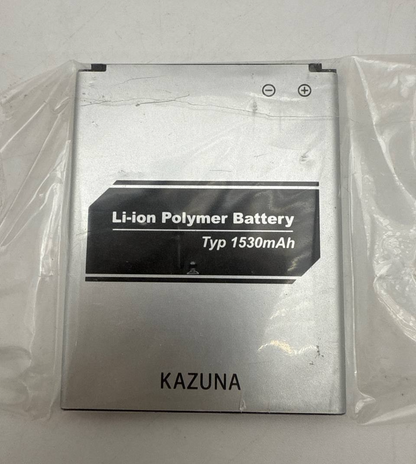 ⊖ ⊕
Li-ion Polymer Battery
Typ 1530mAh
KAZUNA